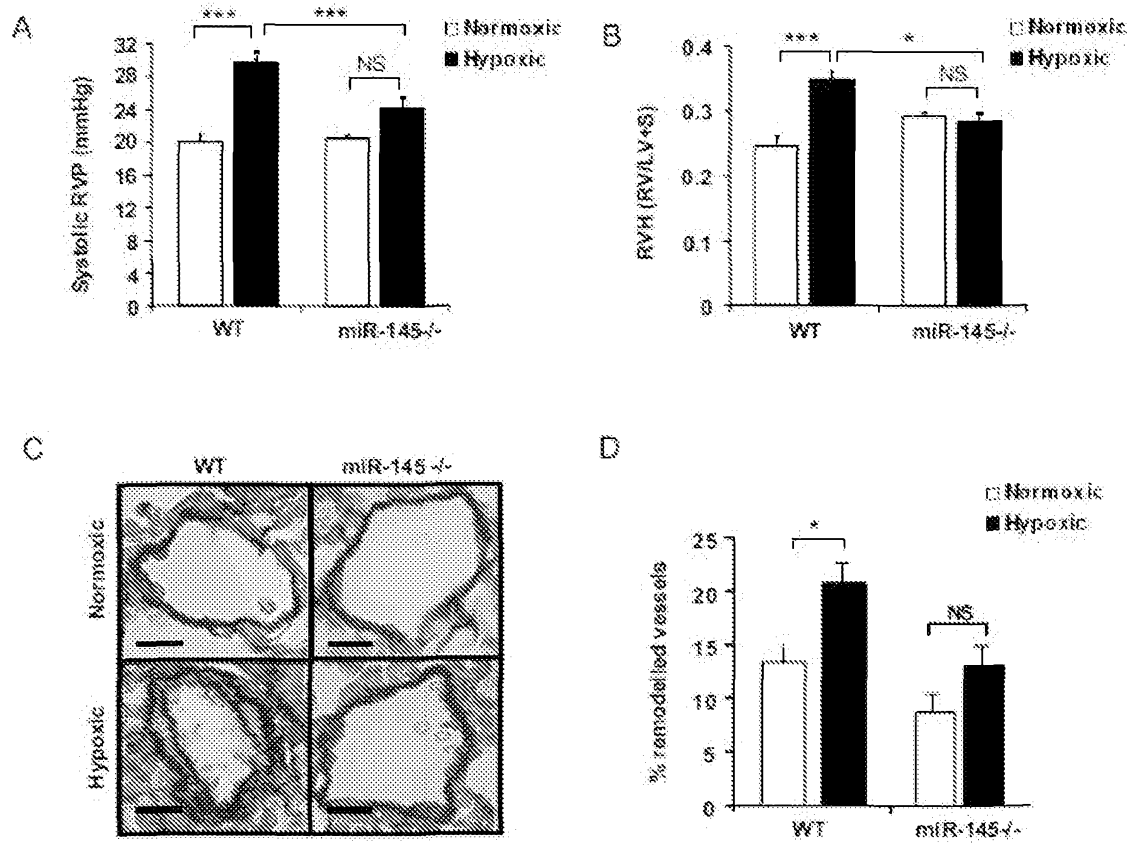 A
*** ***
Normoxic
Hypoxic
NS
Systolic RVP (mmHg)
32
28
24
20
16
12
8
4
0
WT miR-145-/-
B
*** *
Normoxic
Hypoxic
NS
RVH (RV/LV+S)
0.4
0.3
0.2
0.1
0
WT miR-145-/-
C
WT miR-145 -/-
Normoxic
Hypoxic
D
Normoxic
Hypoxic
*
NS
% remodelled vessels
25
20
15
10
5
0
WT miR-145-/-